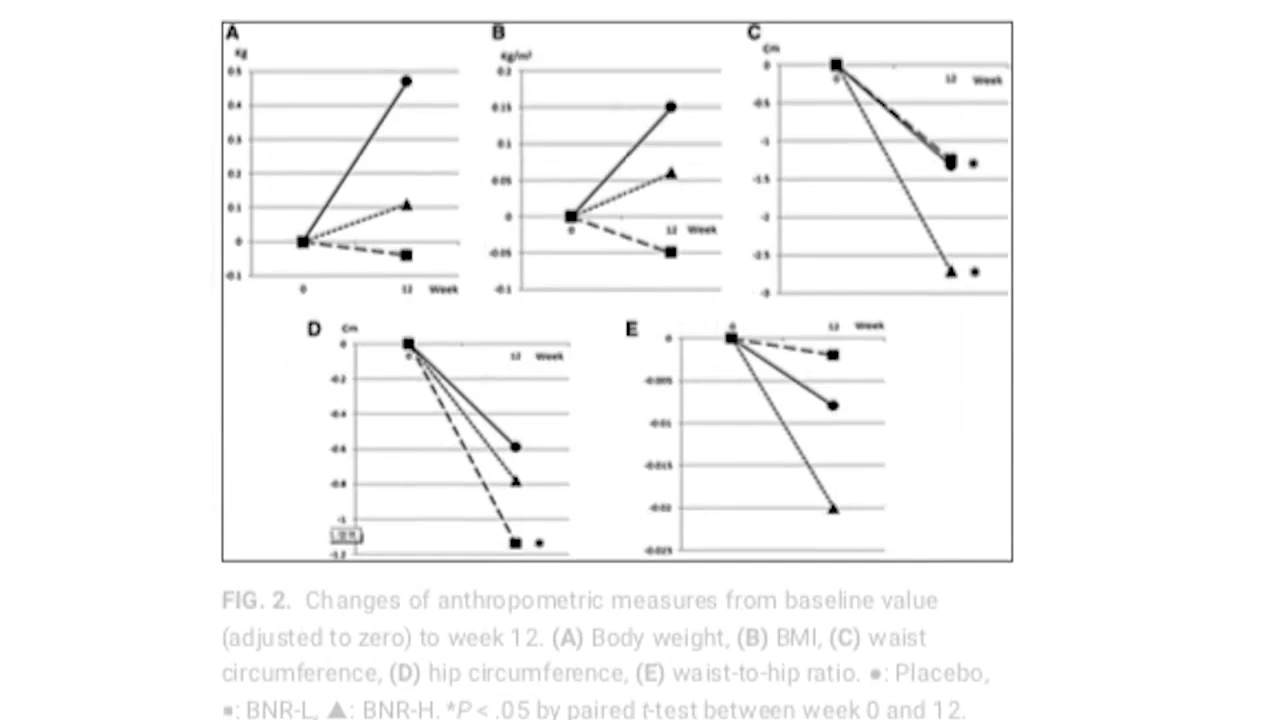 A
B
C
Kg
Kg/m²
Cm
0.5
0.4
0.3
0.2
0.1
0
-0.1
0
12 Week
0.2
0.15
0.1
0.05
0
-0.05
-0.1
0
12 Week
0
-0.5
-1
-1.5
-2
-2.5
-3
0
12 Week
D
Cm
0
-0.2
-0.4
-0.6
-0.8
-1
-1.2
0
12 Week
E
0
-0.005
-0.01
-0.015
-0.02
-0.025
0
12 Week
FIG. 2. Changes of anthropometric measures from baseline value
(adjusted to zero) to week 12. (A) Body weight, (B) BMI, (C) waist
circumference, (D) hip circumference, (E) waist-to-hip ratio. ●: Placebo,
■: BNR-L, ▲: BNR-H. *P < .05 by paired t-test between week 0 and 12.